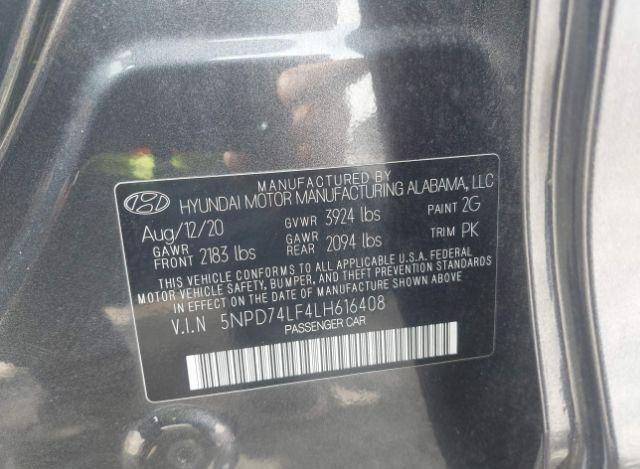 MANUFACTURED BY
HYUNDAI MOTOR MANUFACTURING ALABAMA, LLC
Aug/12/20 GVWR 3924 lbs PAINT 2G
GAWR FRONT 2183 lbs GAWR REAR 2094 lbs TRIM PK
THIS VEHICLE CONFORMS TO ALL APPLICABLE U.S.A. FEDERAL
MOTOR VEHICLE SAFETY, BUMPER, AND THEFT PREVENTION STANDARDS
IN EFFECT ON THE DATE OF MANUFACTURE SHOWN ABOVE.
V.I.N 5NPD74LF4LH616408
PASSENGER CAR